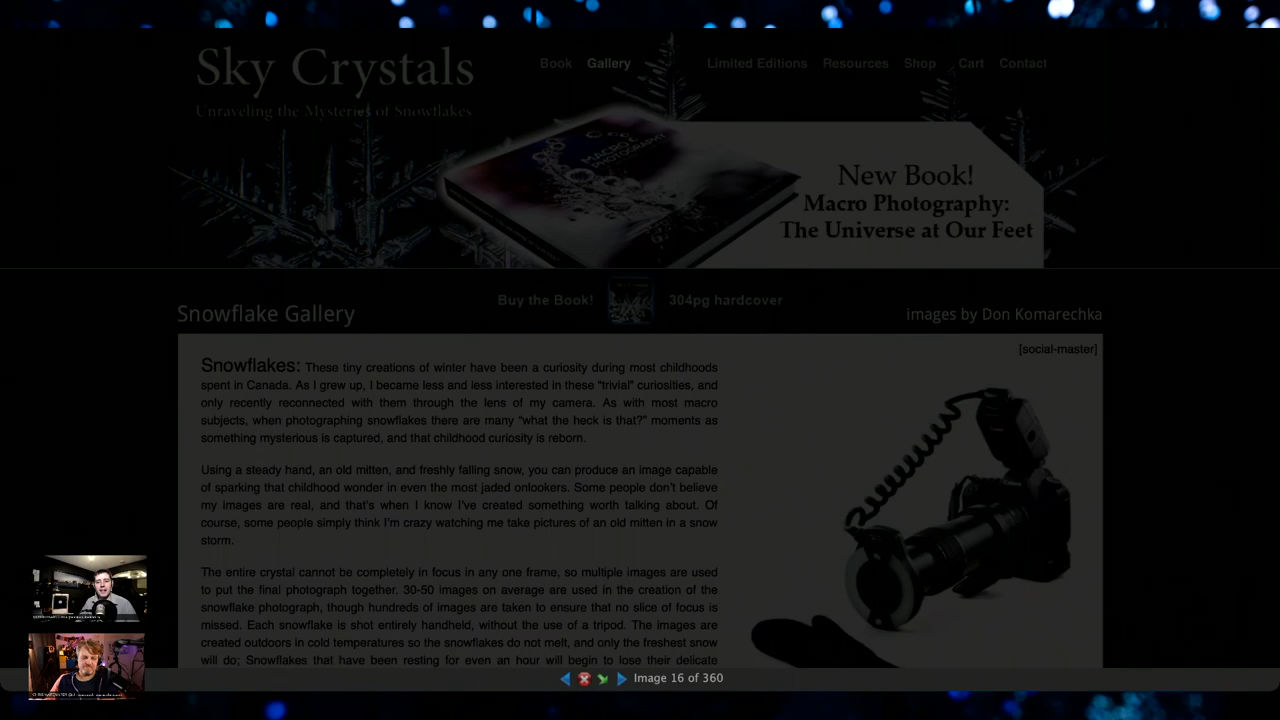 Sky Crystals
Unraveling the Mysteries of Snowflakes
Book Gallery Limited Editions Resources Shop Cart Contact
MACRO
PHOTOGRAPHY
New Book!
Macro Photography:
The Universe at Our Feet
Buy the Book! 304pg hardcover
Snowflake Gallery
images by Don Komarechka
[social-master]
Snowflakes: These tiny creations of winter have been a curiosity during most childhoods
spent in Canada. As I grew up, I became less and less interested in these “trivial” curiosities, and
only recently reconnected with them through the lens of my camera. As with most macro
subjects, when photographing snowflakes there are many “what the heck is that?” moments as
something mysterious is captured, and that childhood curiosity is reborn.
Using a steady hand, an old mitten, and freshly falling snow, you can produce an image capable
of sparking that childhood wonder in even the most jaded onlookers. Some people don’t believe
my images are real, and that’s when I know I’ve created something worth talking about. Of
course, some people simply think I’m crazy watching me take pictures of an old mitten in a snow
storm.
The entire crystal cannot be completely in focus in any one frame, so multiple images are used
to put the final photograph together. 30-50 images on average are used in the creation of the
snowflake photograph, though hundreds of images are taken to ensure that no slice of focus is
missed. Each snowflake is shot entirely handheld, without the use of a tripod. The images are
created outdoors in cold temperatures so the snowflakes do not melt, and only the freshest snow
will do; Snowflakes that have been resting for even an hour will begin to lose their delicate
Image 16 of 360